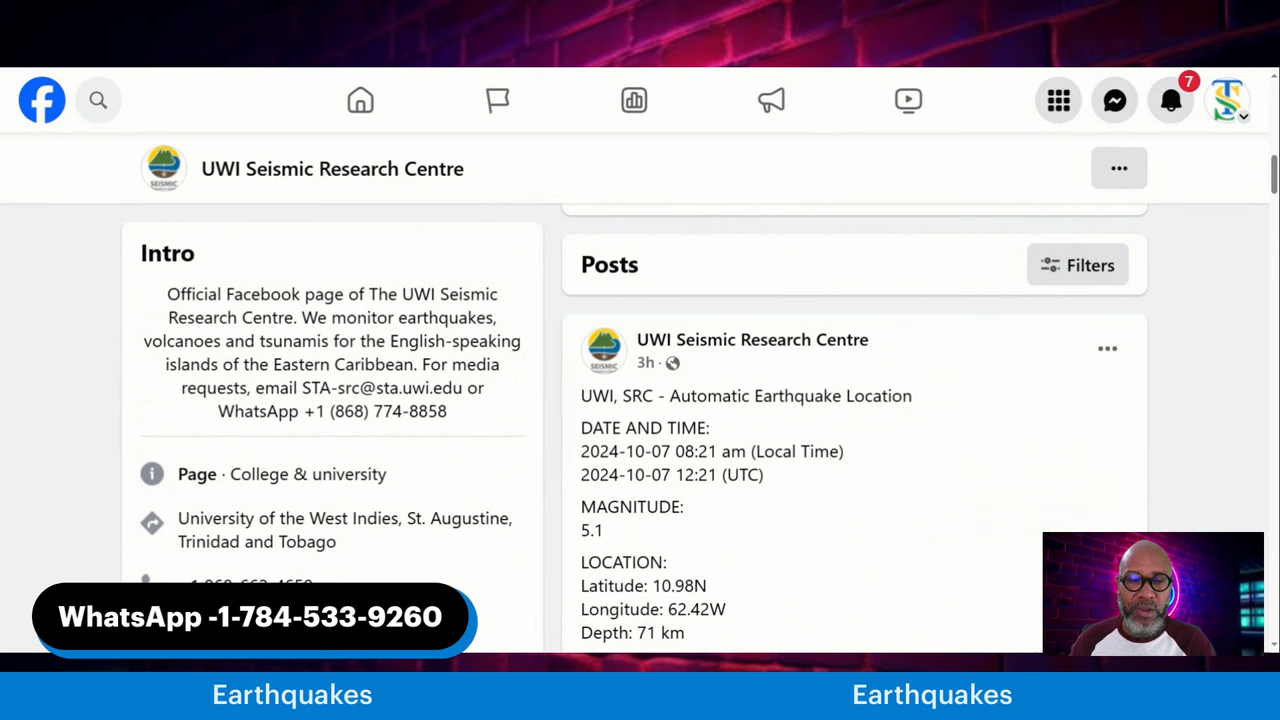 7
UWI Seismic Research Centre
Intro
Official Facebook page of The UWI Seismic
Research Centre. We monitor earthquakes,
volcanoes and tsunamis for the English-speaking
islands of the Eastern Caribbean. For media
requests, email STA-src@sta.uwi.edu or
WhatsApp +1 (868) 774-8858
Page · College & university
University of the West Indies, St. Augustine,
Trinidad and Tobago
Posts
Filters
SEISMIC
UWI Seismic Research Centre
3h ·
UWI, SRC - Automatic Earthquake Location
DATE AND TIME:
2024-10-07 08:21 am (Local Time)
2024-10-07 12:21 (UTC)
MAGNITUDE:
5.1
LOCATION:
Latitude: 10.98N
Longitude: 62.42W
Depth: 71 km
WhatsApp -1-784-533-9260
Earthquakes
Earthquakes